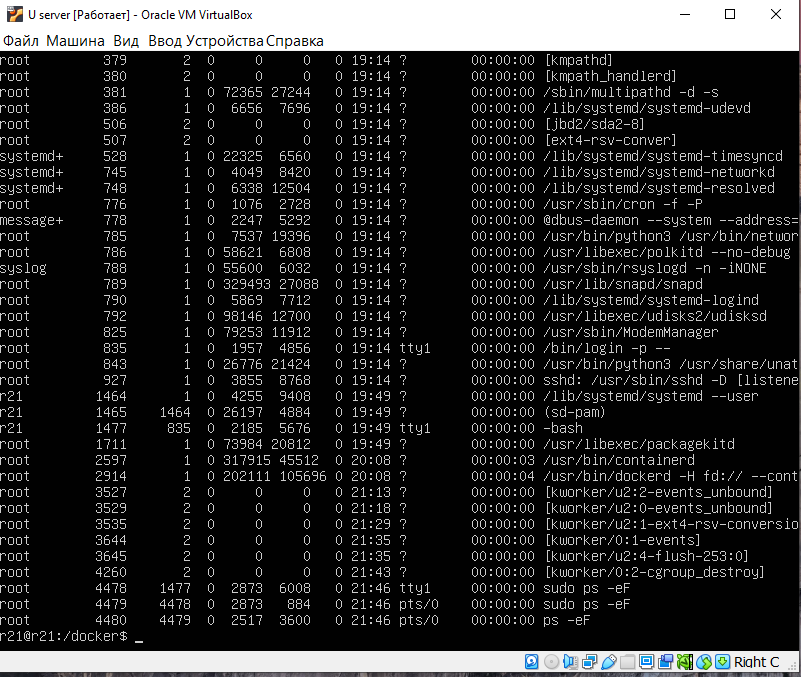 U server [Работает] - Oracle VM VirtualBox
Файл Машина Вид Ввод Устройства Справка
root 379 2 0 0 0 0 19:14 ? 00:00:00 [kmpathd]
root 380 2 0 0 0 0 19:14 ? 00:00:00 [kmpath_handlerd]
root 381 1 0 72365 27244 0 19:14 ? 00:00:00 /sbin/multipathd -d -s
root 386 1 0 6656 7696 0 19:14 ? 00:00:00 /lib/systemd/systemd-udevd
root 506 2 0 0 0 0 19:14 ? 00:00:00 [jbd2/sda2-8]
root 507 2 0 0 0 0 19:14 ? 00:00:00 [ext4-rsv-conver]
systemd+ 528 1 0 22325 6560 0 19:14 ? 00:00:00 /lib/systemd/systemd-timesyncd
systemd+ 745 1 0 4049 8420 0 19:14 ? 00:00:00 /lib/systemd/systemd-networkd
systemd+ 748 1 0 6338 12504 0 19:14 ? 00:00:00 /lib/systemd/systemd-resolved
root 776 1 0 1076 2728 0 19:14 ? 00:00:00 /usr/sbin/cron -f -P
message+ 778 1 0 2247 5292 0 19:14 ? 00:00:00 @dbus-daemon --system --address=
root 785 1 0 7537 19396 0 19:14 ? 00:00:00 /usr/bin/python3 /usr/bin/networ
root 786 1 0 58621 6808 0 19:14 ? 00:00:00 /usr/libexec/polkitd --no-debug
syslog 788 1 0 55600 6032 0 19:14 ? 00:00:00 /usr/sbin/rsyslogd -n -iNONE
root 789 1 0 329493 27088 0 19:14 ? 00:00:00 /usr/lib/snapd/snapd
root 790 1 0 5869 7712 0 19:14 ? 00:00:00 /lib/systemd/systemd-logind
root 792 1 0 98146 12700 0 19:14 ? 00:00:00 /usr/libexec/udisks2/udisksd
root 825 1 0 79253 11912 0 19:14 ? 00:00:00 /usr/sbin/ModemManager
root 835 1 0 1957 4856 0 19:14 tty1 00:00:00 /bin/login -p --
root 843 1 0 26776 21424 0 19:14 ? 00:00:00 /usr/bin/python3 /usr/share/unat
root 927 1 0 3855 8768 0 19:14 ? 00:00:00 sshd: /usr/sbin/sshd -D [listene
r21 1464 1 0 4255 9408 0 19:49 ? 00:00:00 /lib/systemd/systemd --user
r21 1465 1464 0 26197 4884 0 19:49 ? 00:00:00 (sd-pam)
r21 1477 835 0 2185 5676 0 19:49 tty1 00:00:00 -bash
root 1711 1 0 73984 20812 0 19:49 ? 00:00:00 /usr/libexec/packagekitd
root 2597 1 0 317915 45512 0 20:08 ? 00:00:03 /usr/bin/containerd
root 2914 1 0 202111 105696 0 20:08 ? 00:00:04 /usr/bin/dockerd -H fd:// --cont
root 3527 2 0 0 0 0 21:13 ? 00:00:00 [kworker/u2:2-events_unbound]
root 3529 2 0 0 0 0 21:18 ? 00:00:00 [kworker/u2:0-events_unbound]
root 3535 2 0 0 0 0 21:29 ? 00:00:00 [kworker/u2:1-ext4-rsv-conversio
root 3644 2 0 0 0 0 21:35 ? 00:00:00 [kworker/0:1-events]
root 3645 2 0 0 0 0 21:35 ? 00:00:00 [kworker/u2:4-flush-253:0]
root 4260 2 0 0 0 0 21:43 ? 00:00:00 [kworker/0:2-cgroup_destroy]
root 4478 1477 0 2873 6008 0 21:46 tty1 00:00:00 sudo ps -eF
root 4479 4478 0 2873 884 0 21:46 pts/0 00:00:00 sudo ps -eF
root 4480 4479 0 2517 3600 0 21:46 pts/0 00:00:00 ps -eF
r21@r21:/docker$ _
Right C